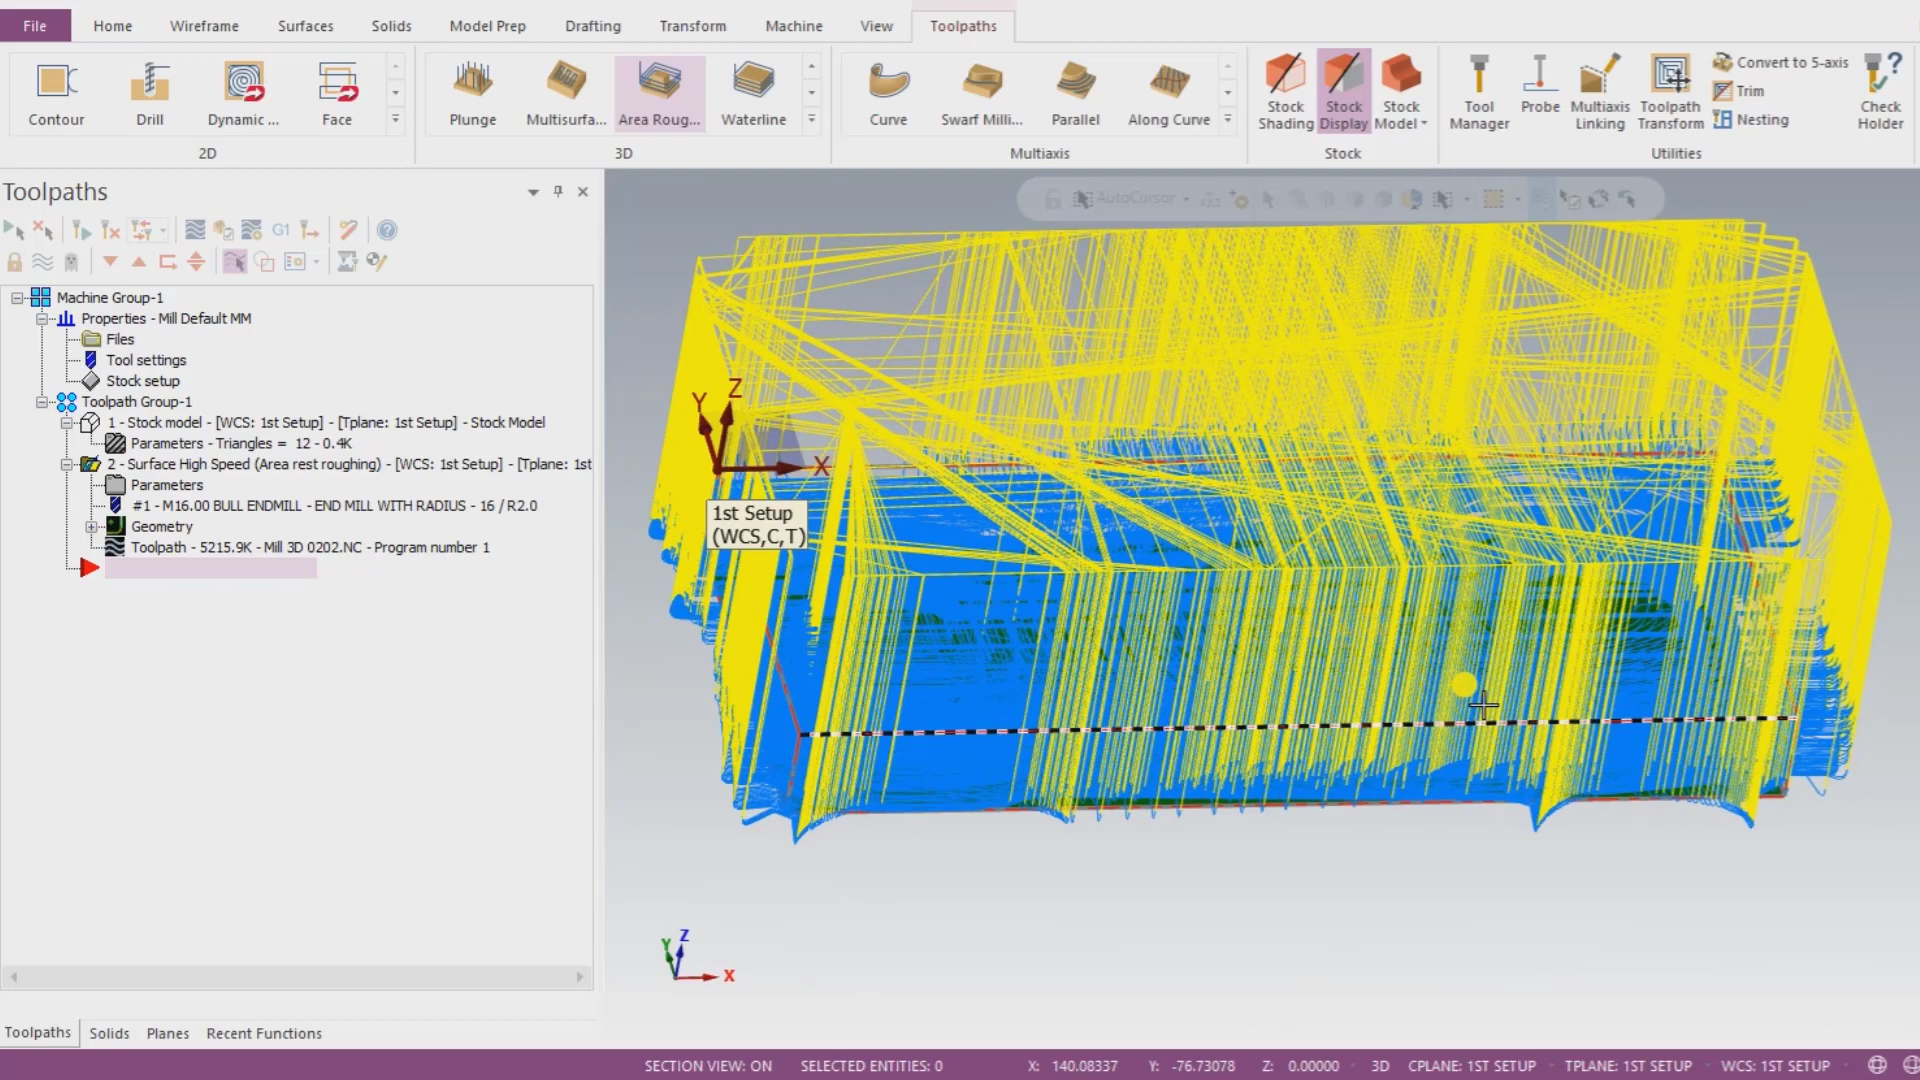 File Home Wireframe Surfaces Solids Model Prep Drafting Transform Machine View Toolpaths
Contour Drill Dynamic ... Face
2D
Plunge Multisurfa... Area Roug... Waterline
3D
Curve Swarf Milli... Parallel Along Curve
Multiaxis
Stock Shading
Stock Display
Stock Model
Stock
Tool Manager
Probe
Multiaxis Linking
Toolpath Transform
Convert to 5-axis
Trim
Nesting
Check Holder
Utilities
Toolpaths
G1
AutoCursor
Machine Group-1
Properties - Mill Default MM
Files
Tool settings
Stock setup
Toolpath Group-1
1 - Stock model - [WCS: 1st Setup] - [Tplane: 1st Setup] - Stock Model
Parameters - Triangles = 12 - 0.4K
2 - Surface High Speed (Area rest roughing) - [WCS: 1st Setup] - [Tplane: 1st
Parameters
#1 - M16.00 BULL ENDMILL - END MILL WITH RADIUS - 16 / R2.0
Geometry
Toolpath - 5215.9K - Mill 3D 0202.NC - Program number 1
Y Z X
1st Setup
(WCS,C,T)
Y Z X
Toolpaths Solids Planes Recent Functions
SECTION VIEW: ON SELECTED ENTITIES: 0 X: 140.08337 Y: -76.73078 Z: 0.00000 3D CPLANE: 1ST SETUP TPLANE: 1ST SETUP WCS: 1ST SETUP